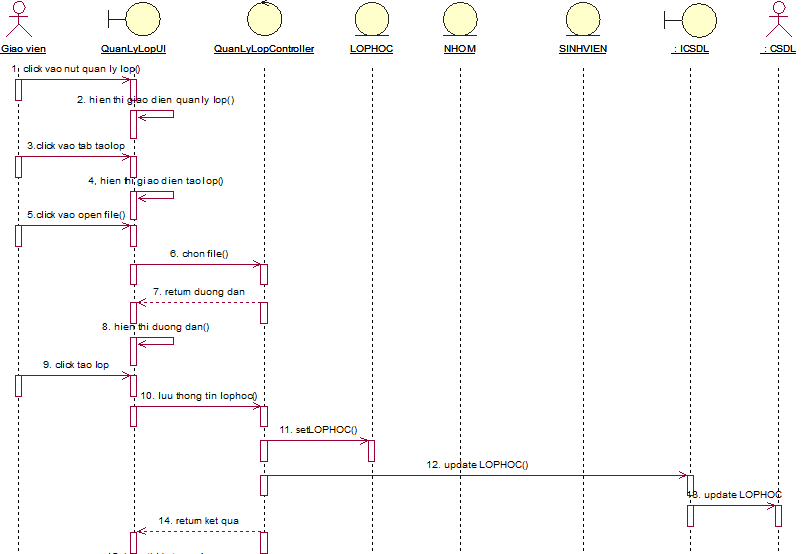 Giao vien QuanLyLopUI QuanLyLopController LOPHOC NHOM SINHVIEN : ICSDL : CSDL
1. click vao nut quan ly lop()
2. hien thi giao dien quan ly lop()
3.click vao tab taolop
4, hien thi giao dien tao lop()
5.click vao open file()
6. chon file()
7. return duong dan
8. hien thi duong dan()
9. click tao lop
10. luu thong tin lophoc()
11. setLOPHOC()
12. update LOPHOC()
13. update LOPHOC
14. return ket qua